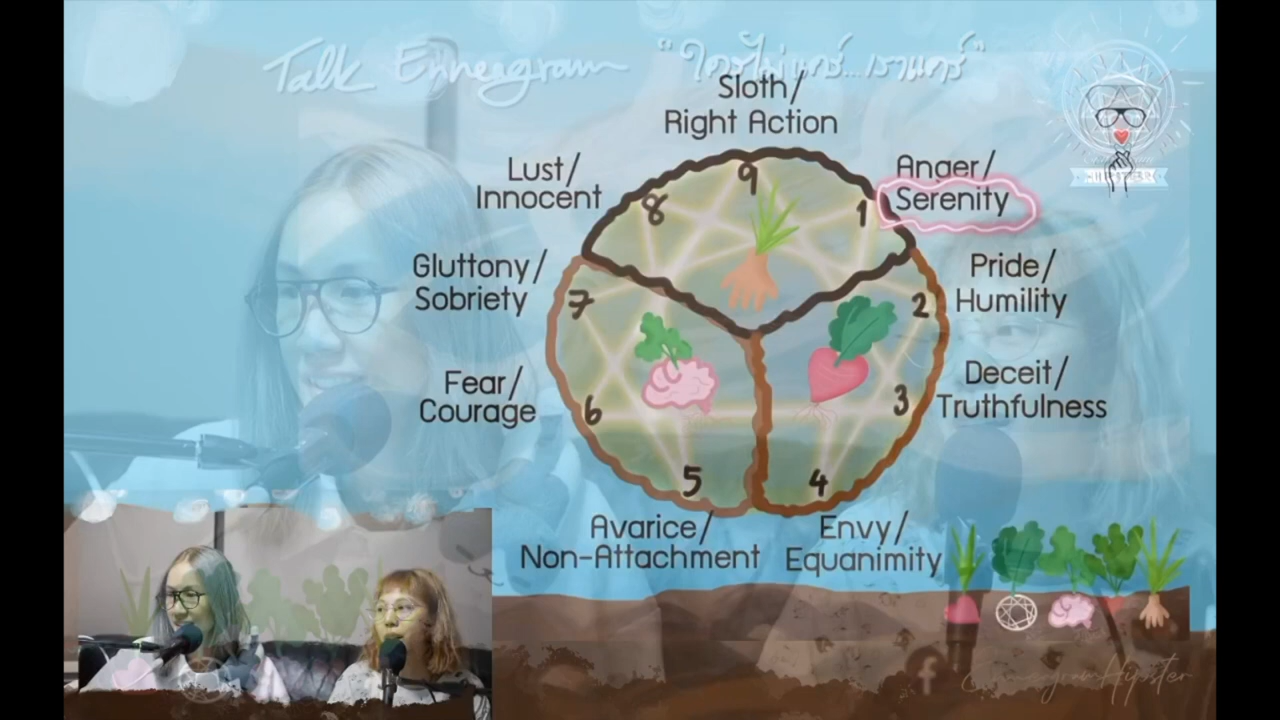 Talk Enneagram "ใครไม่แคร์...เราแคร์"
Sloth/
Right Action
Lust/
Innocent
Anger/
Serenity
Gluttony/
Sobriety
Pride/
Humility
Fear/
Courage
Deceit/
Truthfulness
Avarice/
Non-Attachment
Envy/
Equanimity
9
8
1
7
2
6
3
5
4
HIPSTER
EnneagramHipster